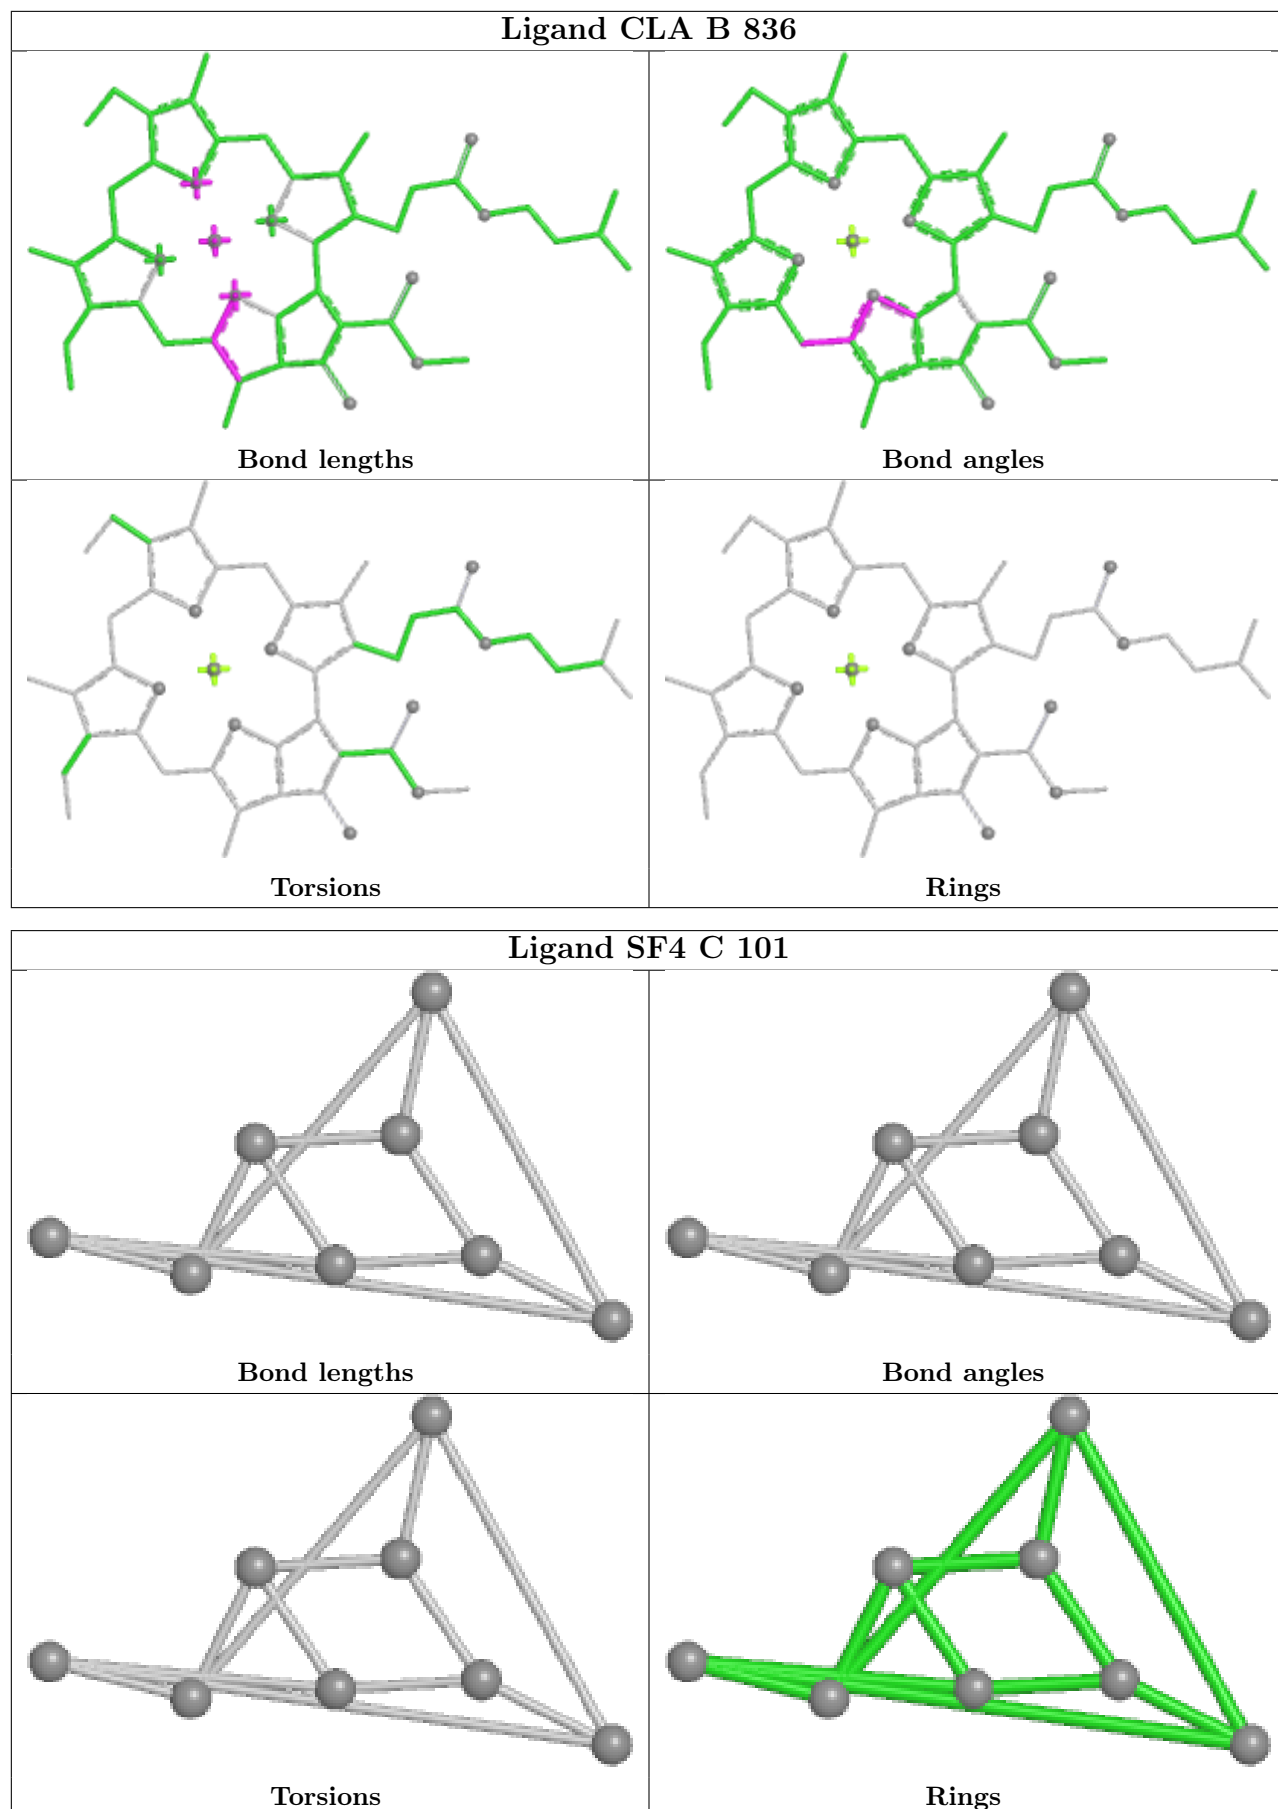 Ligand CLA B 836
Bond lengths
Bond angles
Torsions
Rings
Ligand SF4 C 101
Bond lengths
Bond angles
Torsions
Rings